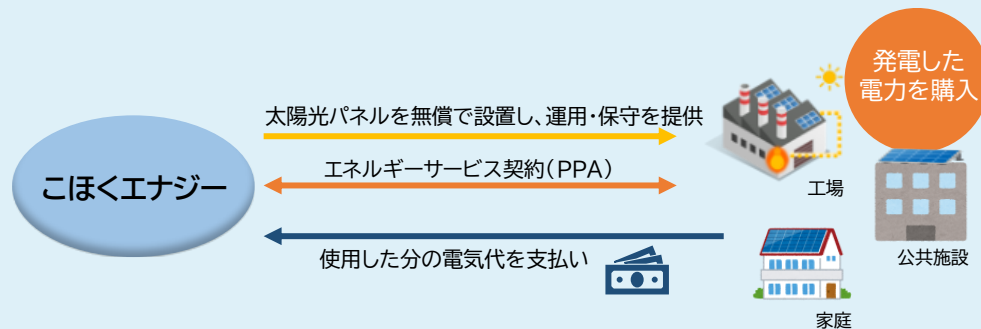 発電した
電力を購入
太陽光パネルを無償で設置し、運用・保守を提供
こほくエナジー
エネルギーサービス契約(PPA)
工場
使用した分の電気代を支払い
公共施設
家庭